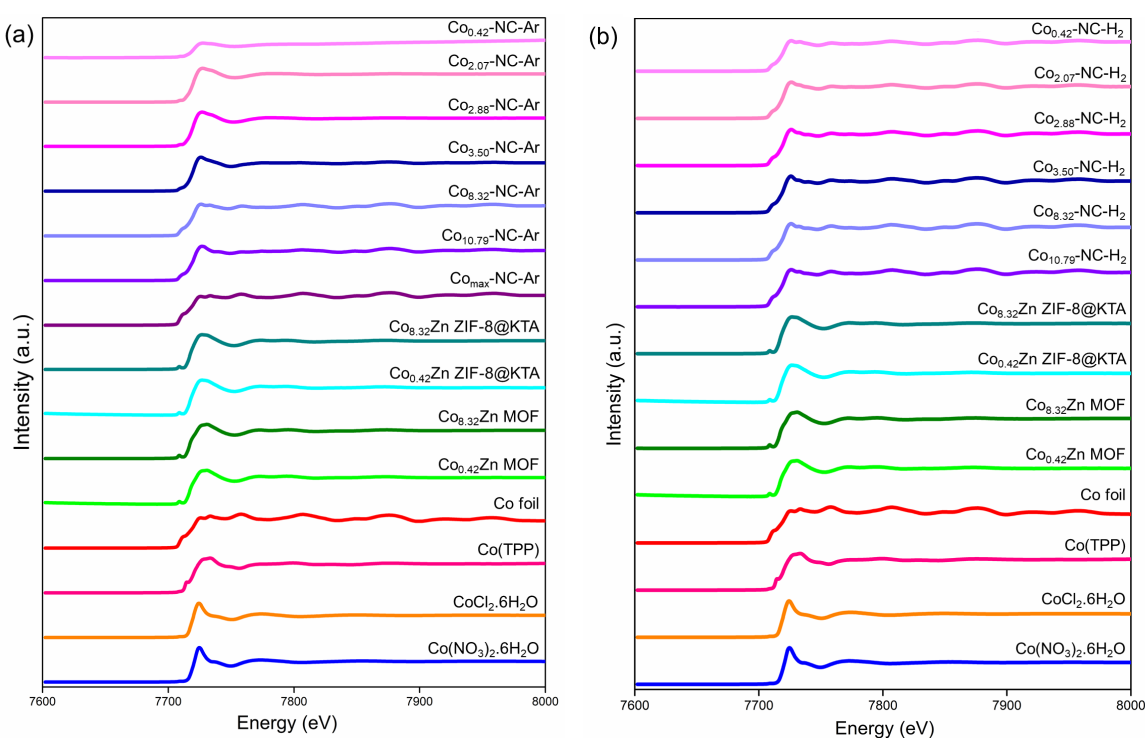 (a)
Co0.42-NC-Ar
Co2.07-NC-Ar
Co2.88-NC-Ar
Co3.50-NC-Ar
Co8.32-NC-Ar
Co10.79-NC-Ar
Comax-NC-Ar
Co8.32Zn ZIF-8@KTA
Co0.42Zn ZIF-8@KTA
Co8.32Zn MOF
Co0.42Zn MOF
Co foil
Co(TPP)
CoCl2.6H2O
Co(NO3)2.6H2O
Intensity (a.u.)
7600 7700 7800 7900 8000
Energy (eV)
(b)
Co0.42-NC-H2
Co2.07-NC-H2
Co2.88-NC-H2
Co3.50-NC-H2
Co8.32-NC-H2
Co10.79-NC-H2
Co8.32Zn ZIF-8@KTA
Co0.42Zn ZIF-8@KTA
Co8.32Zn MOF
Co0.42Zn MOF
Co foil
Co(TPP)
CoCl2.6H2O
Co(NO3)2.6H2O
Intensity (a.u.)
7600 7700 7800 7900 8000
Energy (eV)